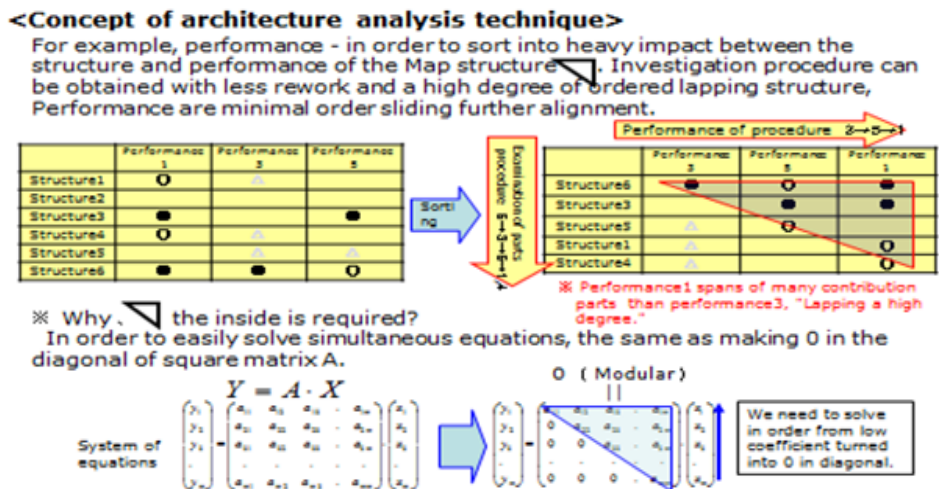 <Concept of architecture analysis technique>
For example, performance - in order to sort into heavy impact between the
structure and performance of the Map structure . Investigation procedure can
be obtained with less rework and a high degree of ordered lapping structure,
Performance are minimal order sliding further alignment.
Performance of procedure 3→5→1
Performance 1 Performance 3 Performance 5
Structure1
Structure2
Structure3
Structure4
Structure5
Structure6
Sorti
ng
Examination of parts
procedure
Performance 3 Performance 5 Performance 1
Structure6
Structure3
Structure5
Structure1
Structure4
※ Performance1 spans of many contribution
parts than performance3, "Lapping a high
degree."
※ Why、 the inside is required?
In order to easily solve simultaneous equations, the same as making 0 in the
diagonal of square matrix A.
Y = A · X
0 ( Modular)
||
System of
equations
We need to solve
in order from low
coefficient turned
into 0 in diagonal.